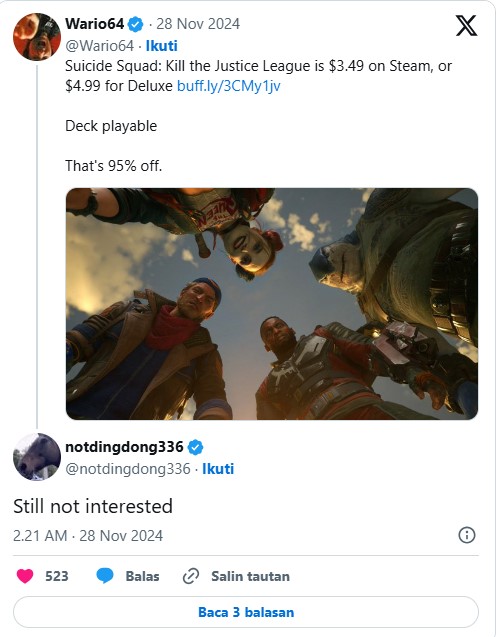 Wario64 · 28 Nov 2024
@Wario64 · Ikuti
Suicide Squad: Kill the Justice League is $3.49 on Steam, or
$4.99 for Deluxe buff.ly/3CMy1jv
Deck playable
That's 95% off.
notdingdong336
@notdingdong336 · Ikuti
Still not interested
2.21 AM · 28 Nov 2024
523 Balas Salin tautan
Baca 3 balasan